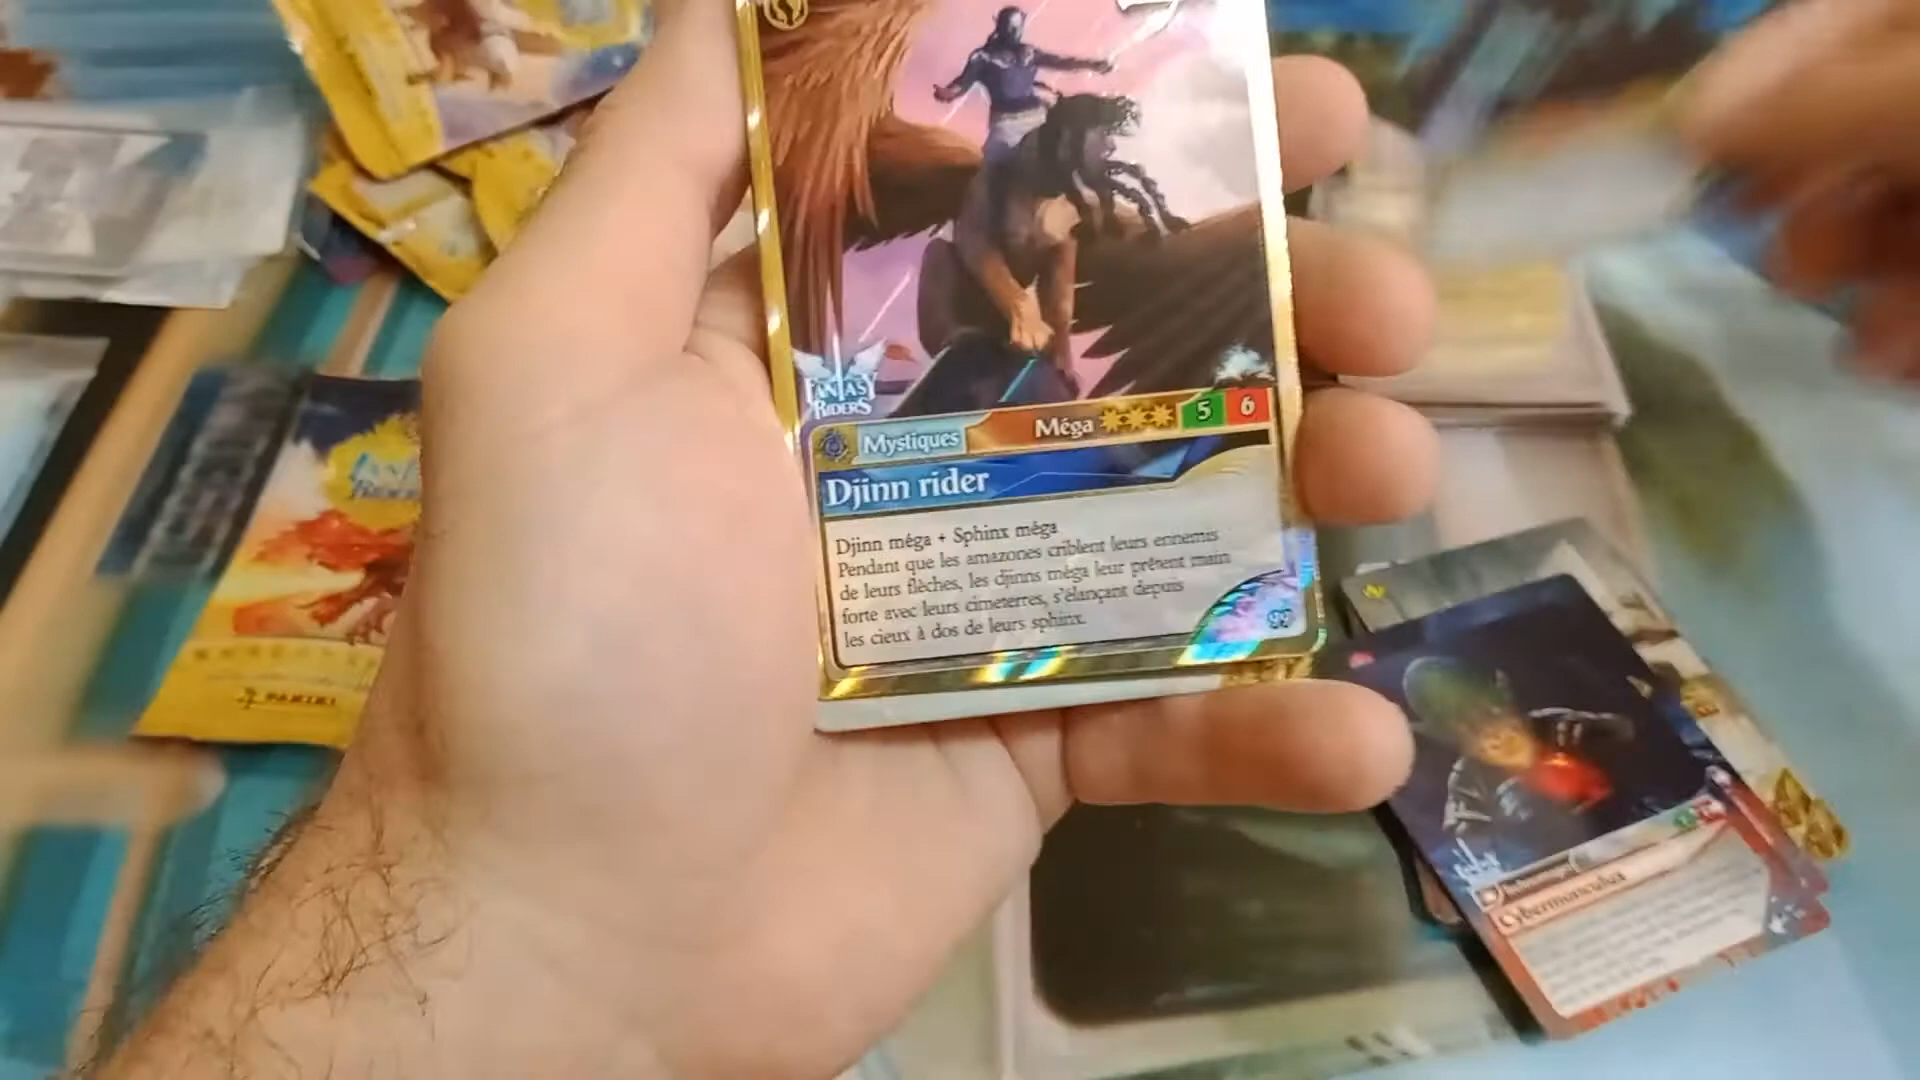 FANTASY
RIDERS
Mystiques
Méga
5
6
Djinn rider
Djinn méga + Sphinx méga
Pendant que les amazones criblent leurs ennemis
de leurs flèches, les djinns méga leur prêtent main
forte avec leurs cimeterres, s'élançant depuis
les cieux à dos de leurs sphinx.
99
PANINI
Cybermunculus